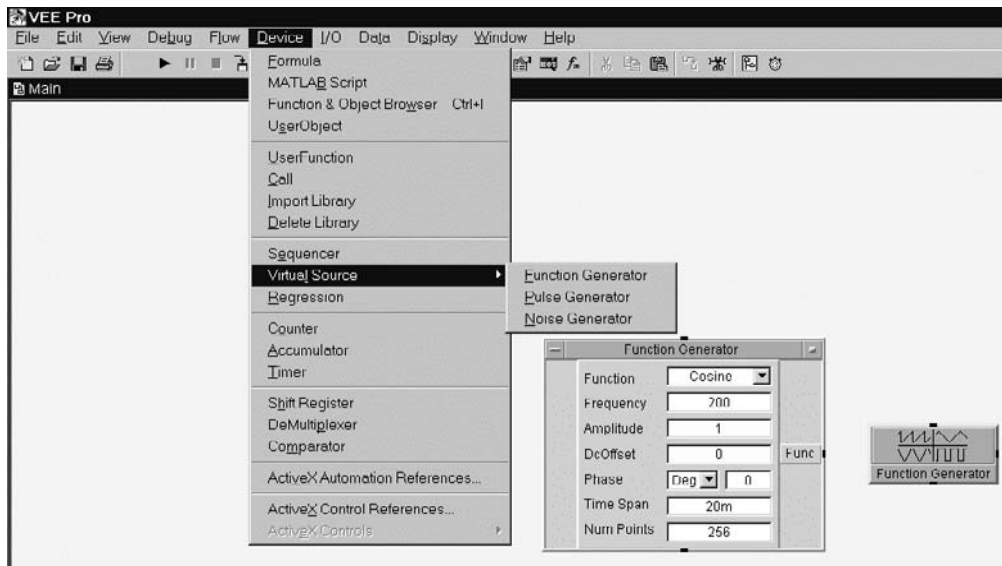 VEE Pro
File Edit View Debug Flow Device I/O Data Display Window Help
Main
Formula
MATLAB Script
Function & Object Browser Ctrl+I
UserObject
UserFunction
Call
Import Library
Delete Library
Sequencer
Virtual Source
Regression
Counter
Accumulator
Timer
Shift Register
DeMultiplexer
Comparator
ActiveX Automation References...
ActiveX Control References...
ActiveX Controls
Function Generator
Pulse Generator
Noise Generator
Function Generator
Function Cosine
Frequency 200
Amplitude 1
DcOffset 0
Phase Deg 0
Time Span 20m
Num Points 256
Func
Function Generator